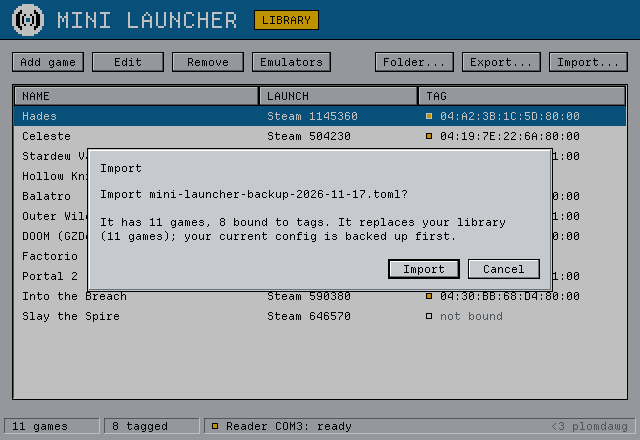 MINI LAUNCHER LIBRARY
Add game Edit Remove Emulators Folder... Export... Import...
NAME LAUNCH TAG
Hades Steam 1145360 04:A2:3B:1C:5D:80:00
Celeste Steam 504230 04:19:7E:22:6A:80:00
Stardew
Hollow
Balatro
Outer
DOOM
Factorio
Portal 2
Import
Import mini-launcher-backup-2026-11-17.toml?
It has 11 games, 8 bound to tags. It replaces your library
(11 games); your current config is backed up first.
Import Cancel
Into the Breach Steam 590380 04:30:BB:68:D4:80:00
Slay the Spire Steam 646570 not bound
11 games 8 tagged Reader COM3: ready <3 plomdawg